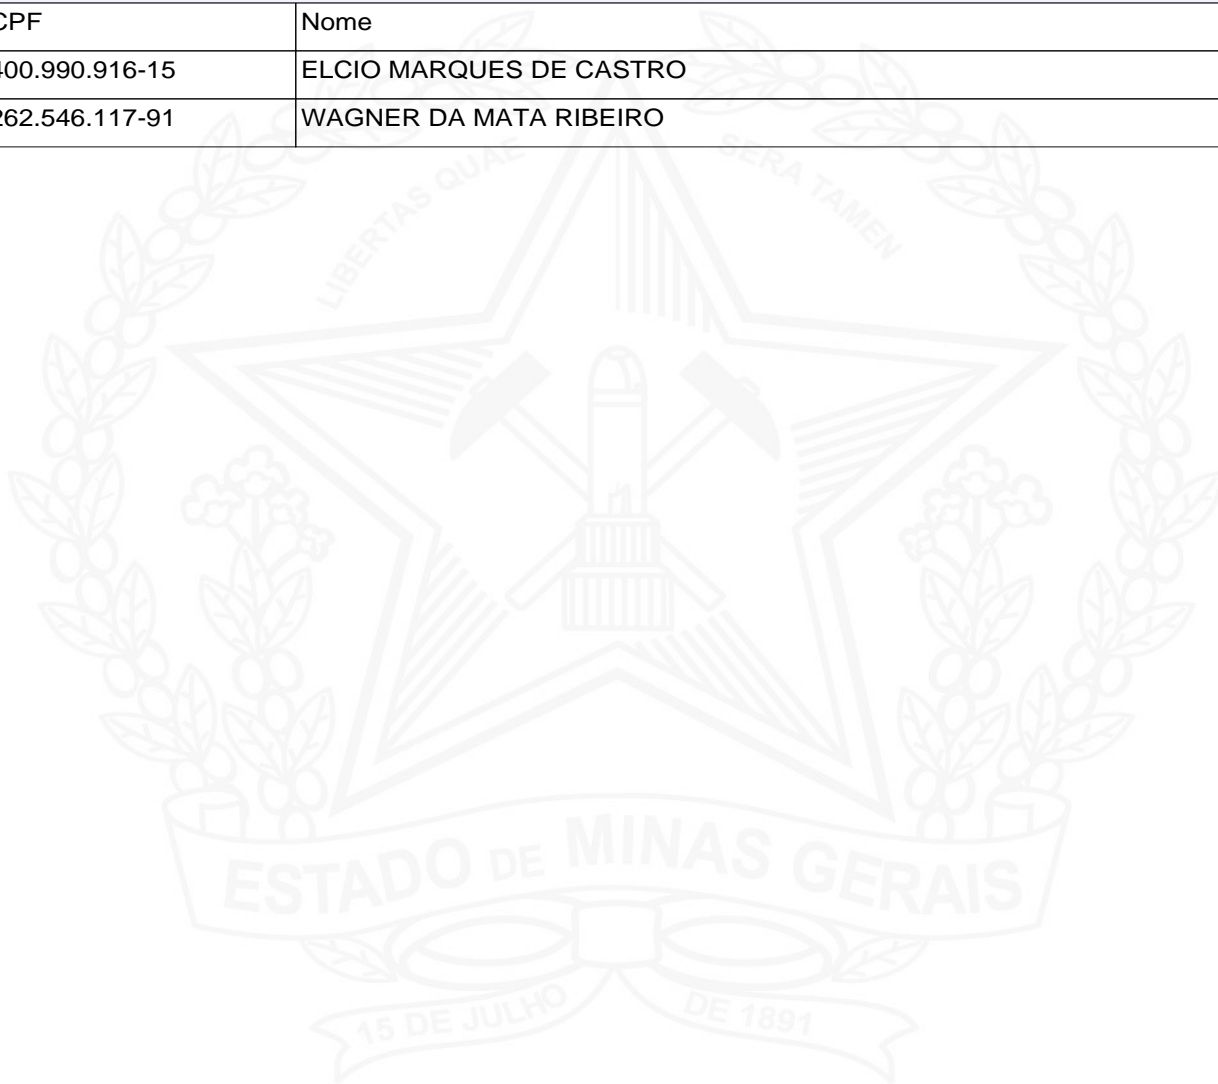 CPF Nome
400.990.916-15 ELCIO MARQUES DE CASTRO
262.546.117-91 WAGNER DA MATA RIBEIRO
LIBERTAS QUAE SERA TAMEN
ESTADO DE MINAS GERAIS
15 DE JULHO DE 1891